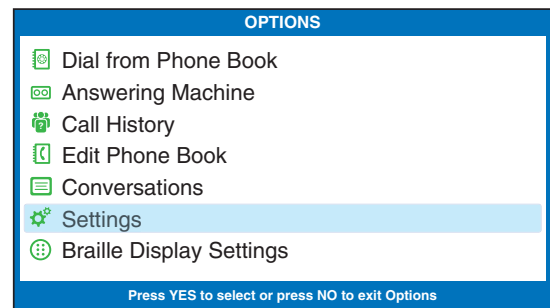 OPTIONS
Dial from Phone Book
Answering Machine
Call History
Edit Phone Book
Conversations
Settings
Braille Display Settings
Press YES to select or press NO to exit Options